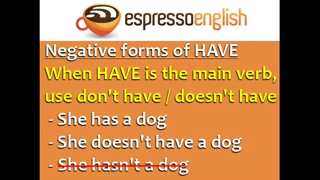 espressoenglish
Negative forms of HAVE
When HAVE is the main verb,
use don't have / doesn't have
- She has a dog
- She doesn't have a dog
- She hasn't a dog